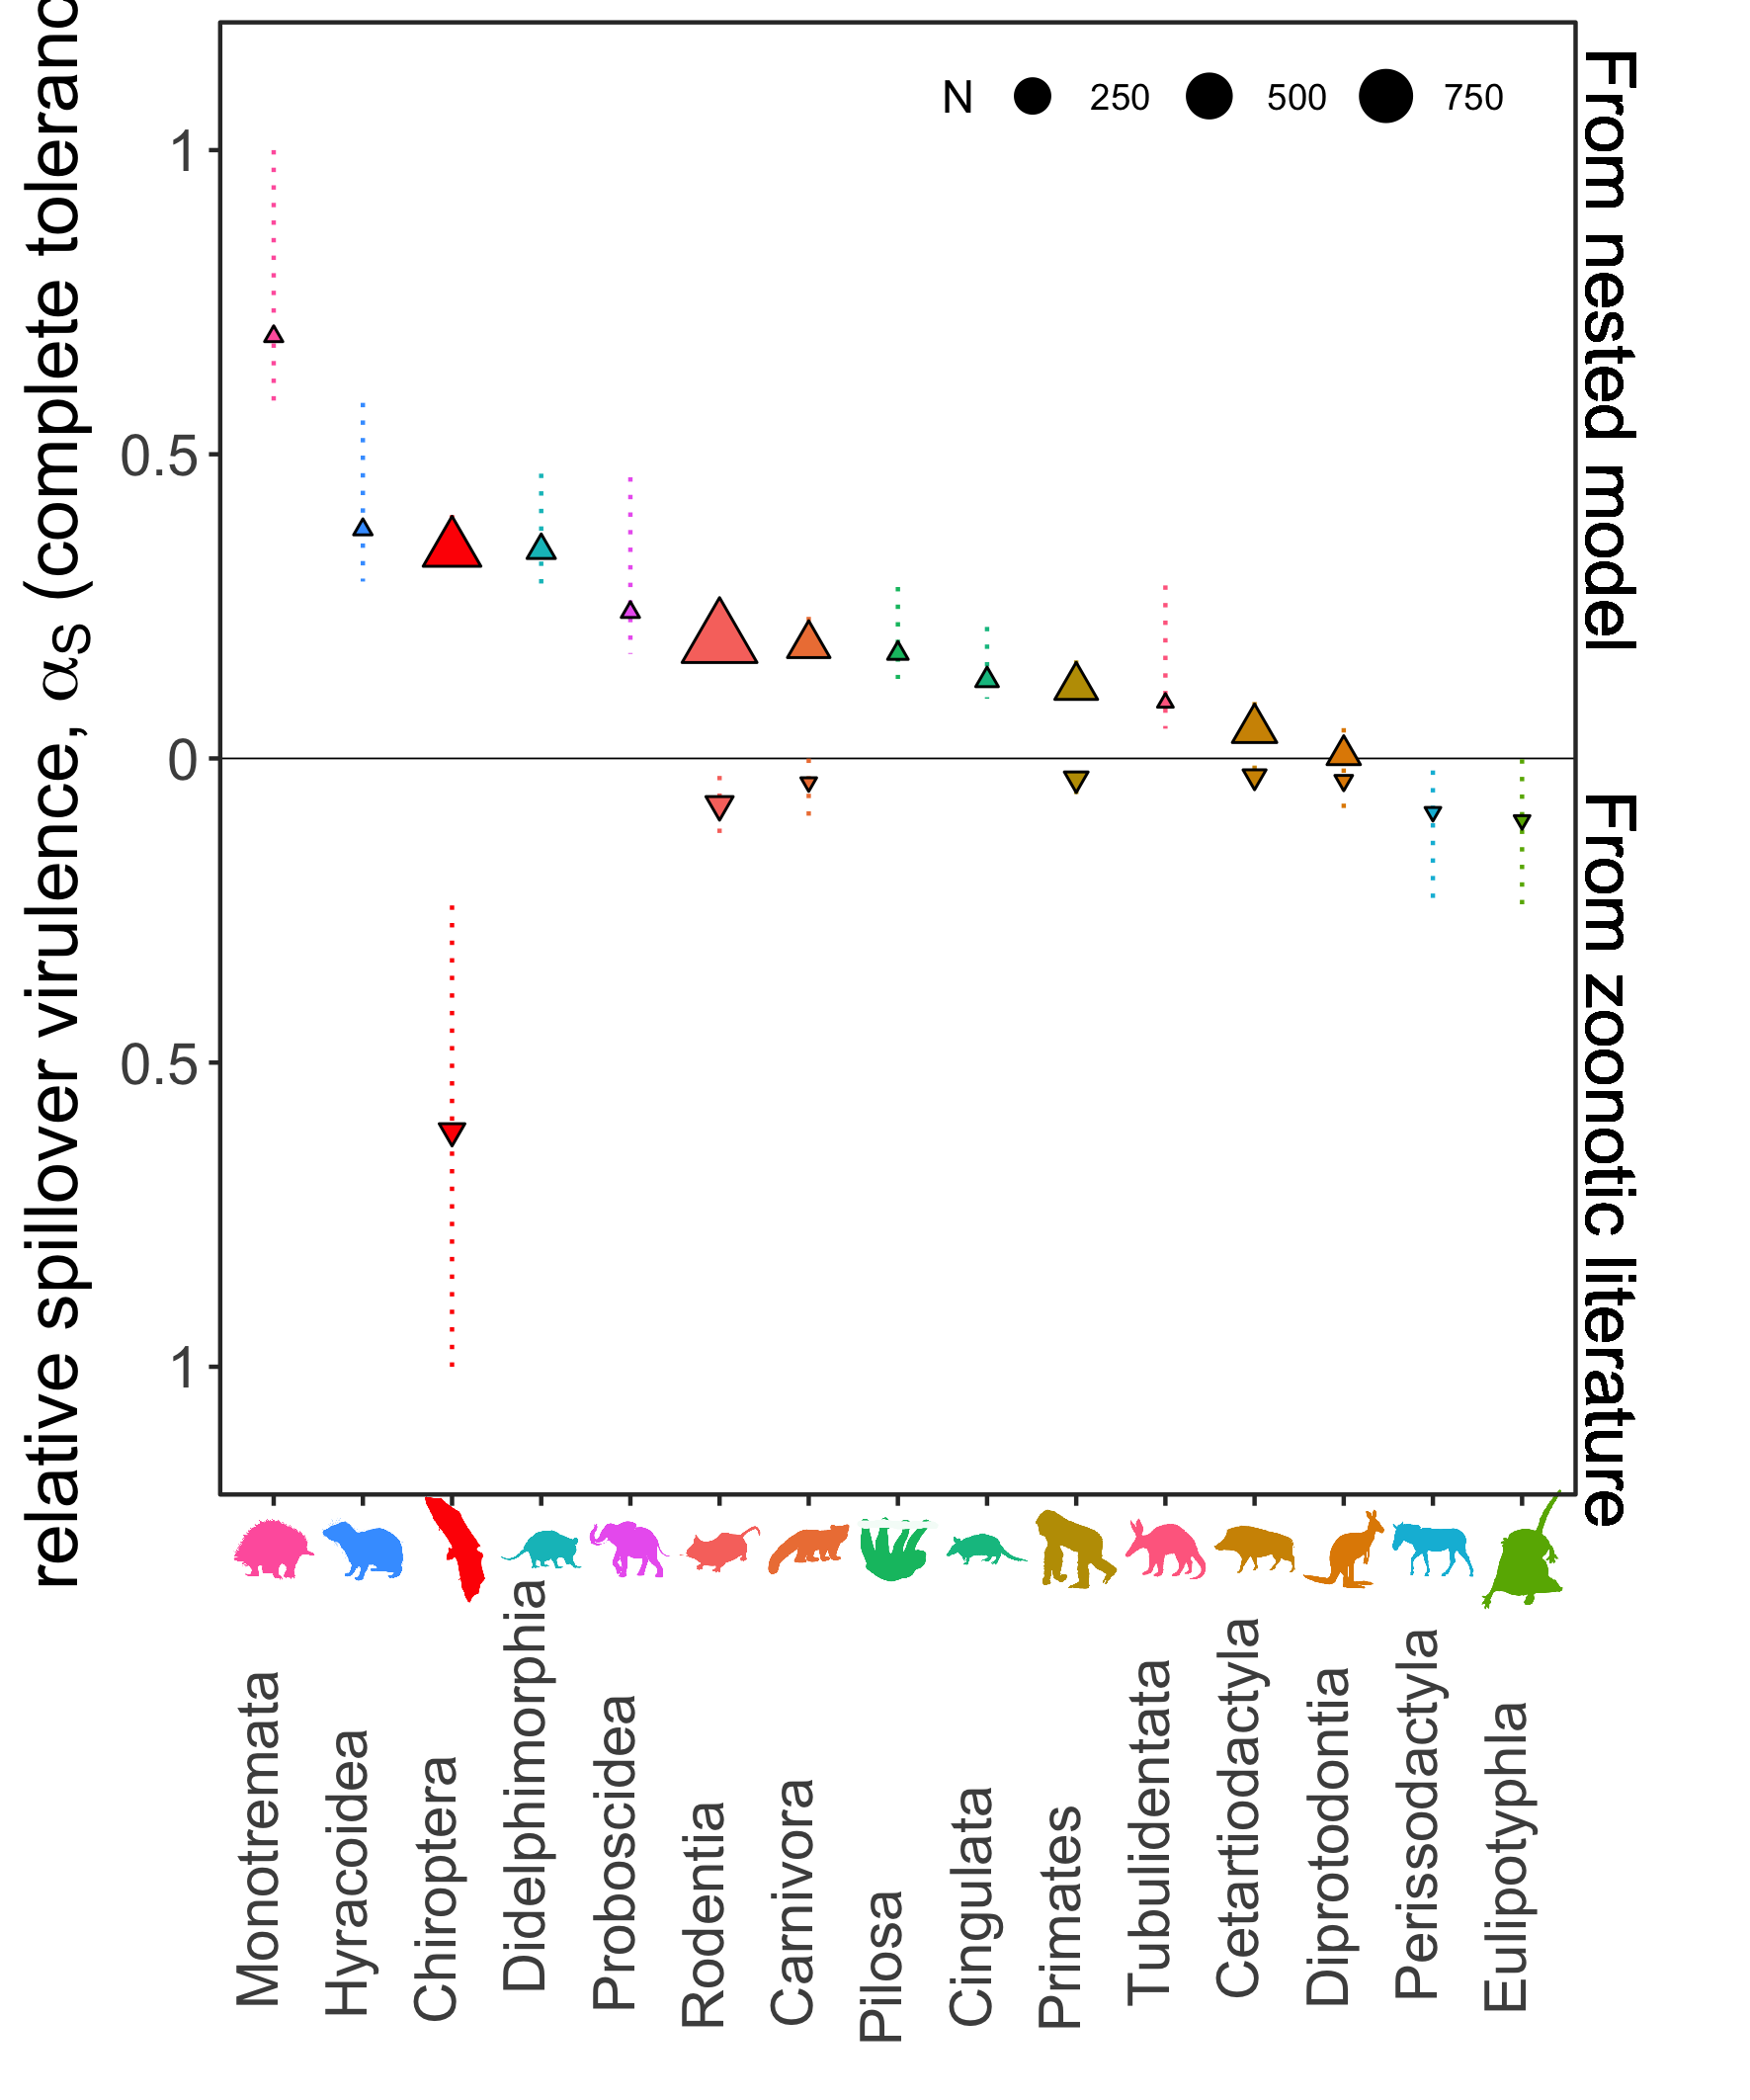 relative spillover virulence, αS (complete
N 250 500 750
1
0.5
0
0.5
1
From nested model
From zoonotic literature
Monotremata
Hyracoidea
Chiroptera
Didelphimorphia
Proboscidea
Rodentia
Carnivora
Pilosa
Cingulata
Primates
Tubulidentata
Cetartiodactyla
Diprotodontia
Perissodactyla
Eulipotyphla